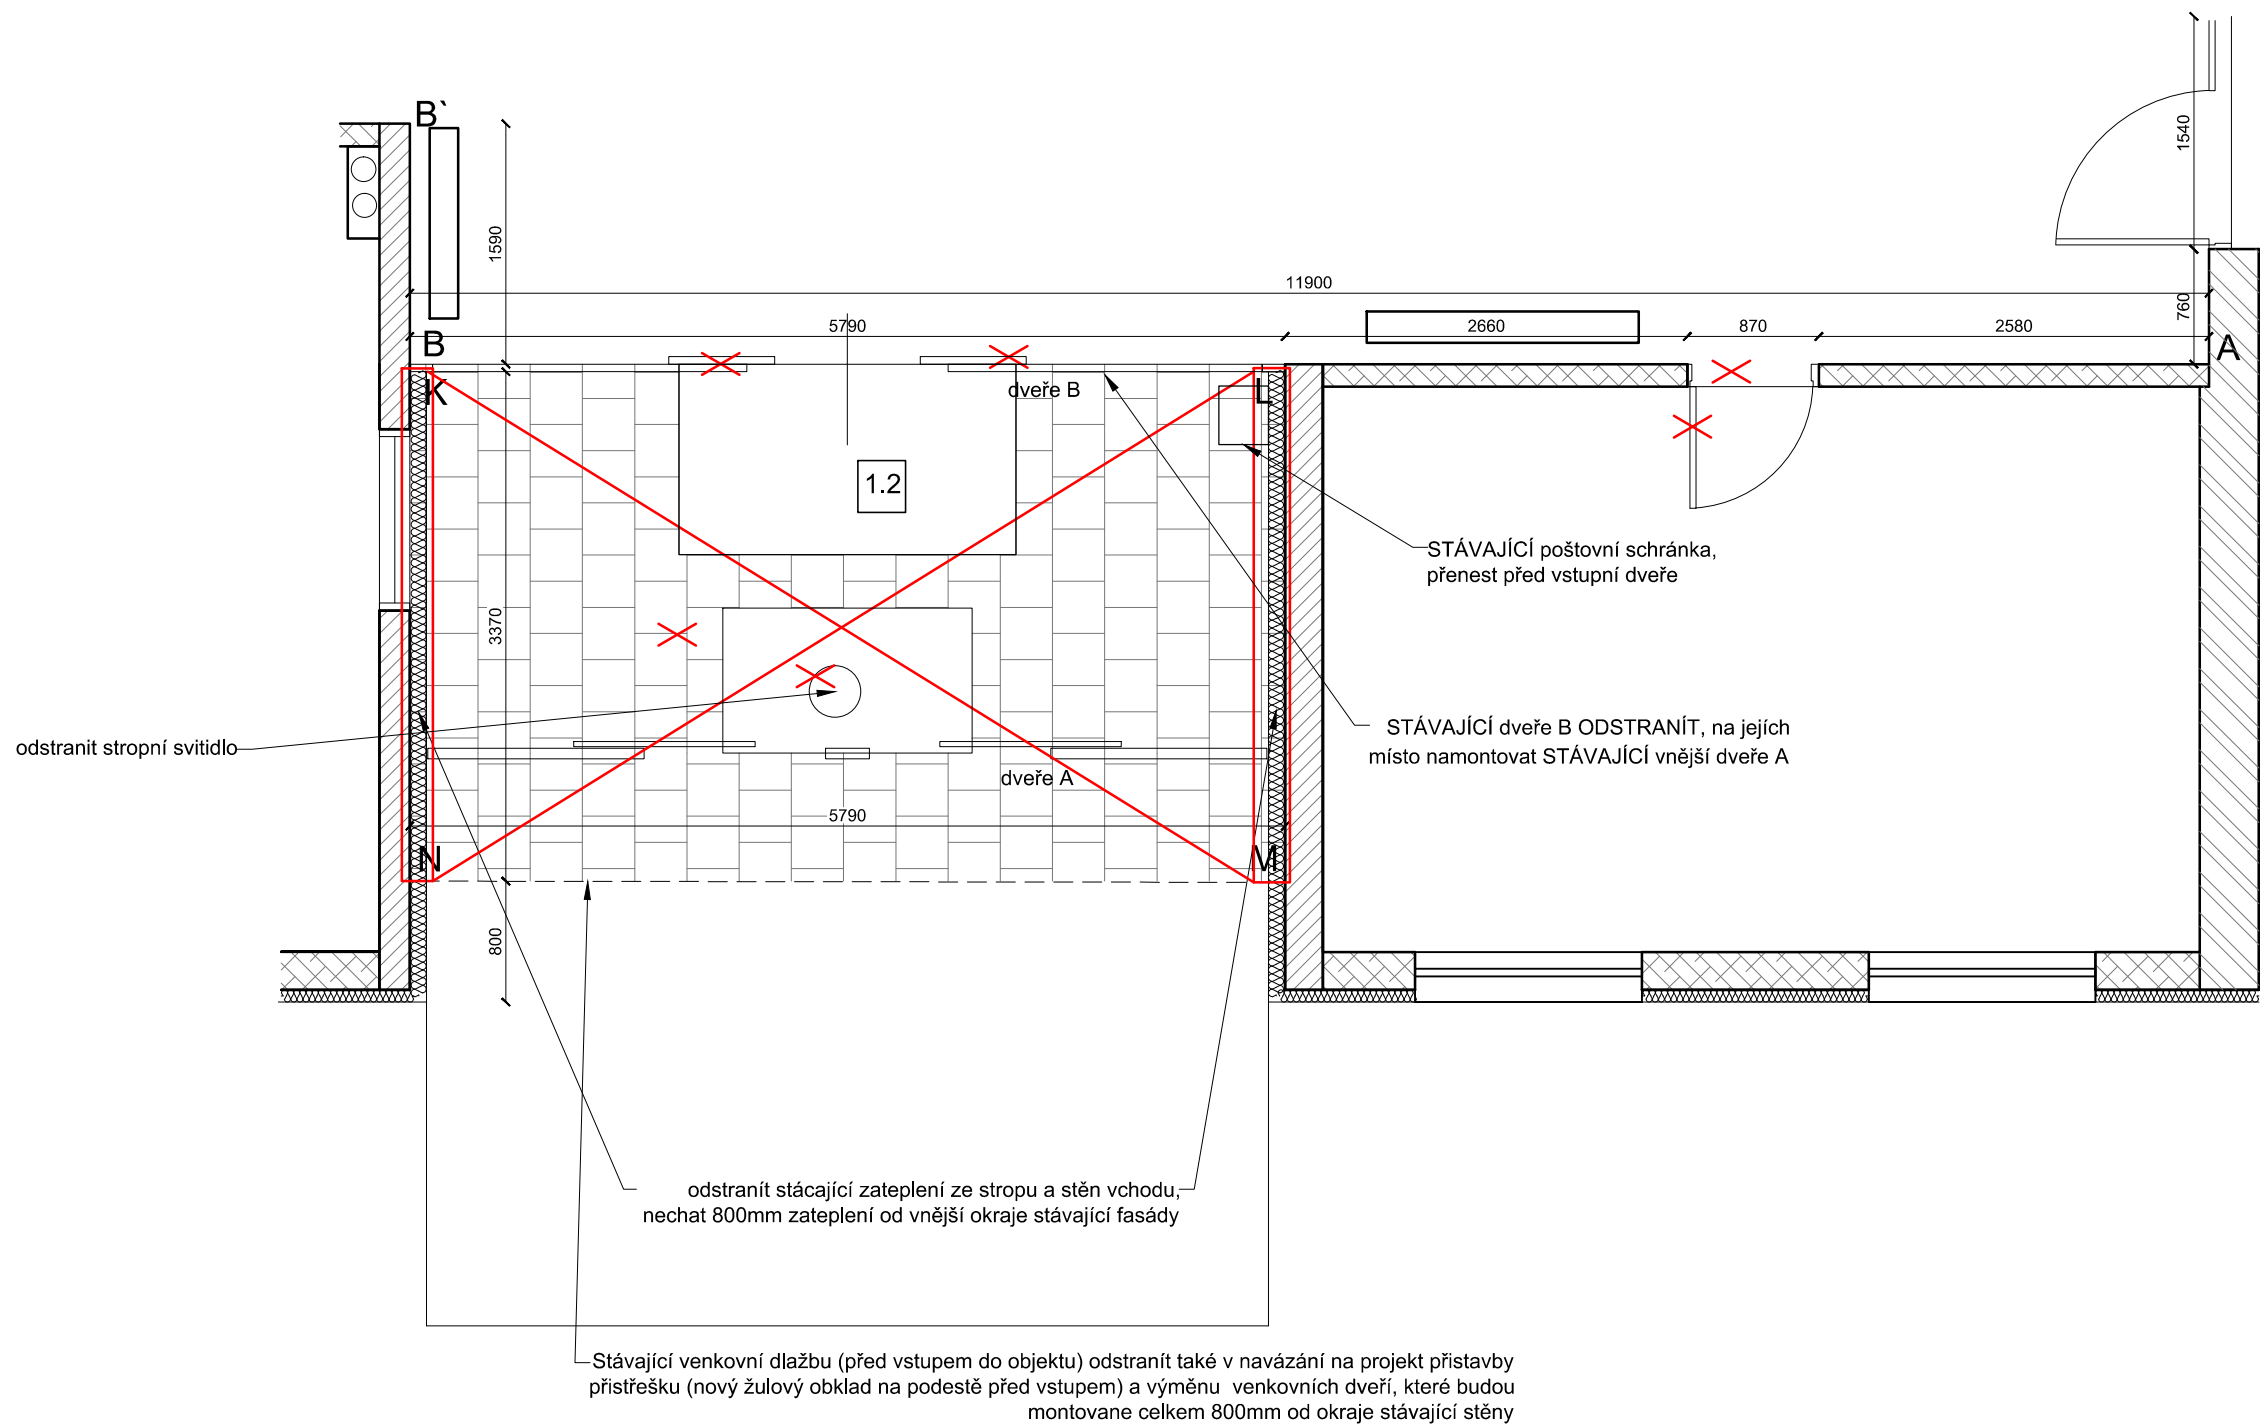 B`
1540
1590
11900
760
5790
2660
870
2580
B
A
K
dveře B
L
1.2
STÁVAJÍCÍ poštovní schránka,
přenest před vstupní dveře
3370
STÁVAJÍCÍ dveře B ODSTRANÍT, na jejích
místo namontovat STÁVAJÍCÍ vnější dveře A
odstranit stropní svitidlo
dveře A
5790
N
M
800
odstranít stácající zateplení ze stropu a stěn vchodu,
nechat 800mm zateplení od vnější okraje stávající fasády
Stávající venkovní dlažbu (před vstupem do objektu) odstranít také v navázání na projekt přistavby
přistřešku (nový žulový obklad na podestě před vstupem) a výměnu venkovních dveří, které budou
montovane celkem 800mm od okraje stávající stěny